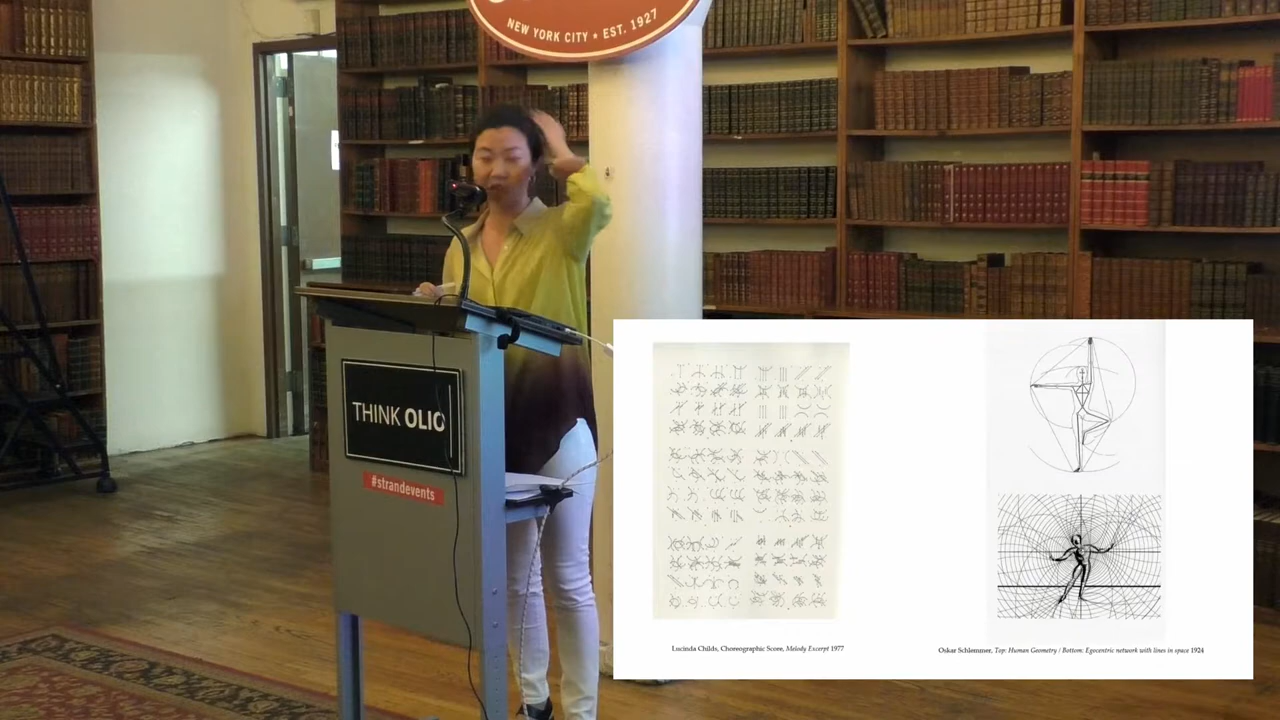 NEW YORK CITY ★ EST. 1927
THINK OLIO
#strandevents
Lucinda Childs, Choreographic Score, Melody Excerpt 1977
Oskar Schlemmer, Top: Human Geometry / Bottom: Egocentric network with lines in space 1924